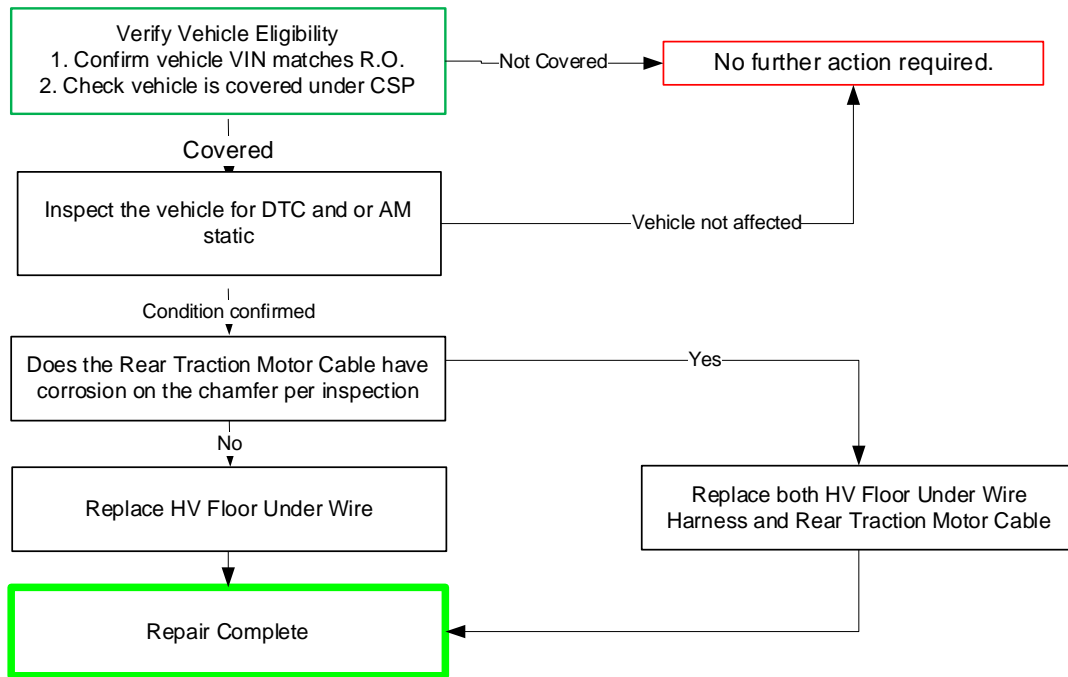 Verify Vehicle Eligibility
1. Confirm vehicle VIN matches R.O.
2. Check vehicle is covered under CSP
Not Covered
No further action required.
Covered
Inspect the vehicle for DTC and or AM
static
Vehicle not affected
Condition confirmed
Does the Rear Traction Motor Cable have
corrosion on the chamfer per inspection
Yes
No
Replace HV Floor Under Wire
Replace both HV Floor Under Wire
Harness and Rear Traction Motor Cable
Repair Complete